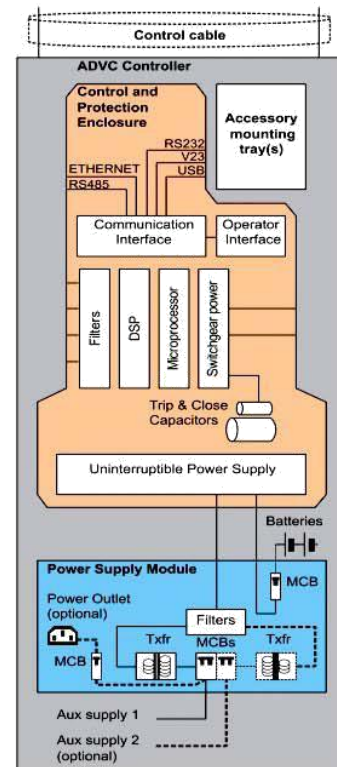 Control cable
ADVC Controller
Control and
Protection
Enclosure
Accessory
mounting
tray(s)
RS232
V23
USB
ETHERNET
RS485
Communication
Interface
Operator
Interface
Filters
DSP
Microprocessor
Switchgear power
Trip & Close
Capacitors
Uninterruptible Power Supply
Batteries
MCB
Power Supply Module
Power Outlet
(optional)
Filters
Txfr
MCBs
Txfr
MCB
Aux supply 1
Aux supply 2
(optional)